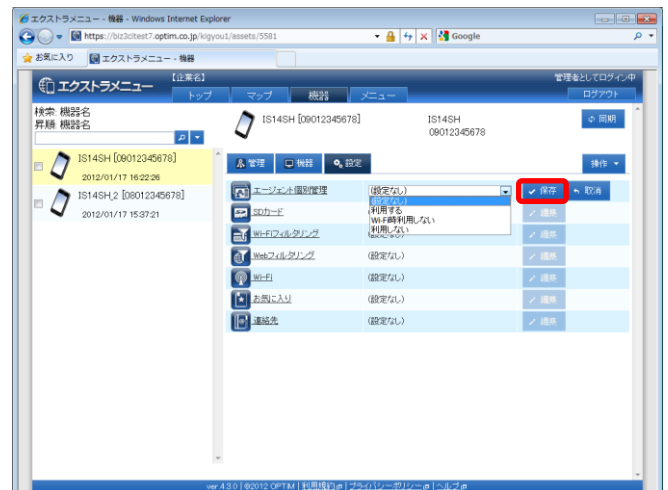 エクストラメニュー - 機器 - Windows Internet Explorer
https://biz3citest7.optim.co.jp/kigyou1/assets/5581
Google
お気に入り
エクストラメニュー - 機器
エクストラメニュー
[企業名]
管理者としてログイン中
トップ
マップ
機器
メニュー
ログアウト
検索: 機器名
昇順: 機器名
IS14SH [09012345678]
2012/01/17 16:22:26
IS14SH_2 [08012345678]
2012/01/17 15:37:21
IS14SH [09012345678]
IS14SH
09012345678
同期
管理
機器
設定
操作
エージェント個別管理
(設定なし)
保存
取消
(設定なし)
利用する
Wi-Fi時利用しない
利用しない
SDカード
編集
Wi-Fiフィルタリング
編集
Webフィルタリング
(設定なし)
編集
Wi-Fi
(設定なし)
編集
お気に入り
(設定なし)
編集
連絡先
(設定なし)
編集
ver.4.3.0 | ©2012 OPTiM | 利用規約 | プライバシーポリシー | ヘルプ